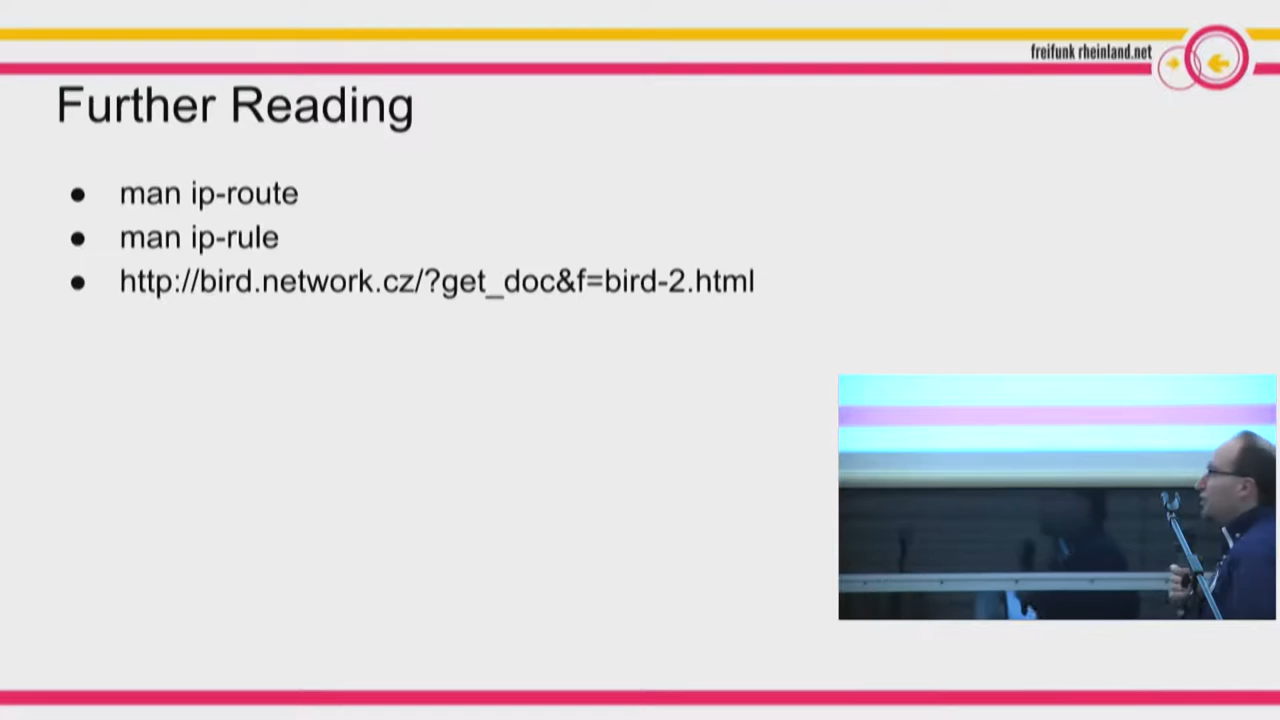 freifunk rheinland.net
Further Reading
● man ip-route
● man ip-rule
● http://bird.network.cz/?get_doc&f=bird-2.html